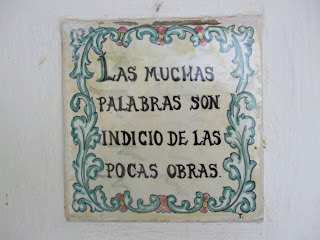 LAS MUCHAS
PALABRAS SON
INDICIO DE LAS
POCAS OBRAS.